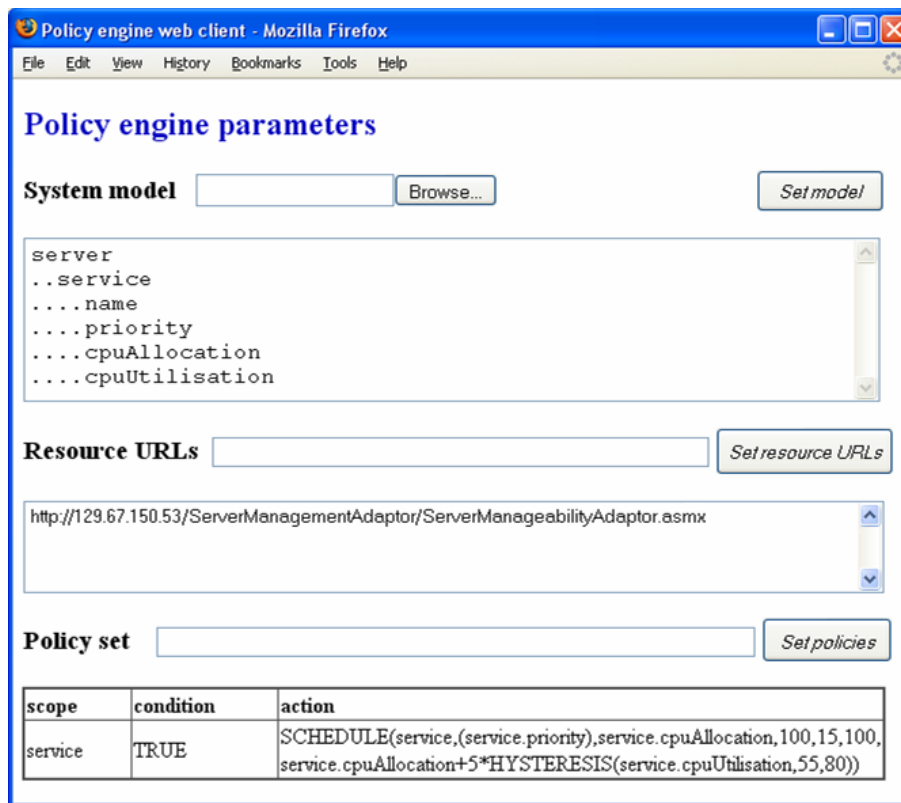 Policy engine web client - Mozilla Firefox
File Edit View History Bookmarks Tools Help
Policy engine parameters
System model Browse... Set model
server
..service
....name
....priority
....cpuAllocation
....cpuUtilisation
Resource URLs Set resource URLs
http://129.67.150.53/ServerManagementAdaptor/ServerManageabilityAdaptor.asmx
Policy set Set policies
scope condition action
service TRUE SCHEDULE(service,(service.priority),service.cpuAllocation,100,15,100,
service.cpuAllocation+5*HYSTERESIS(service.cpuUtilisation,55,80))